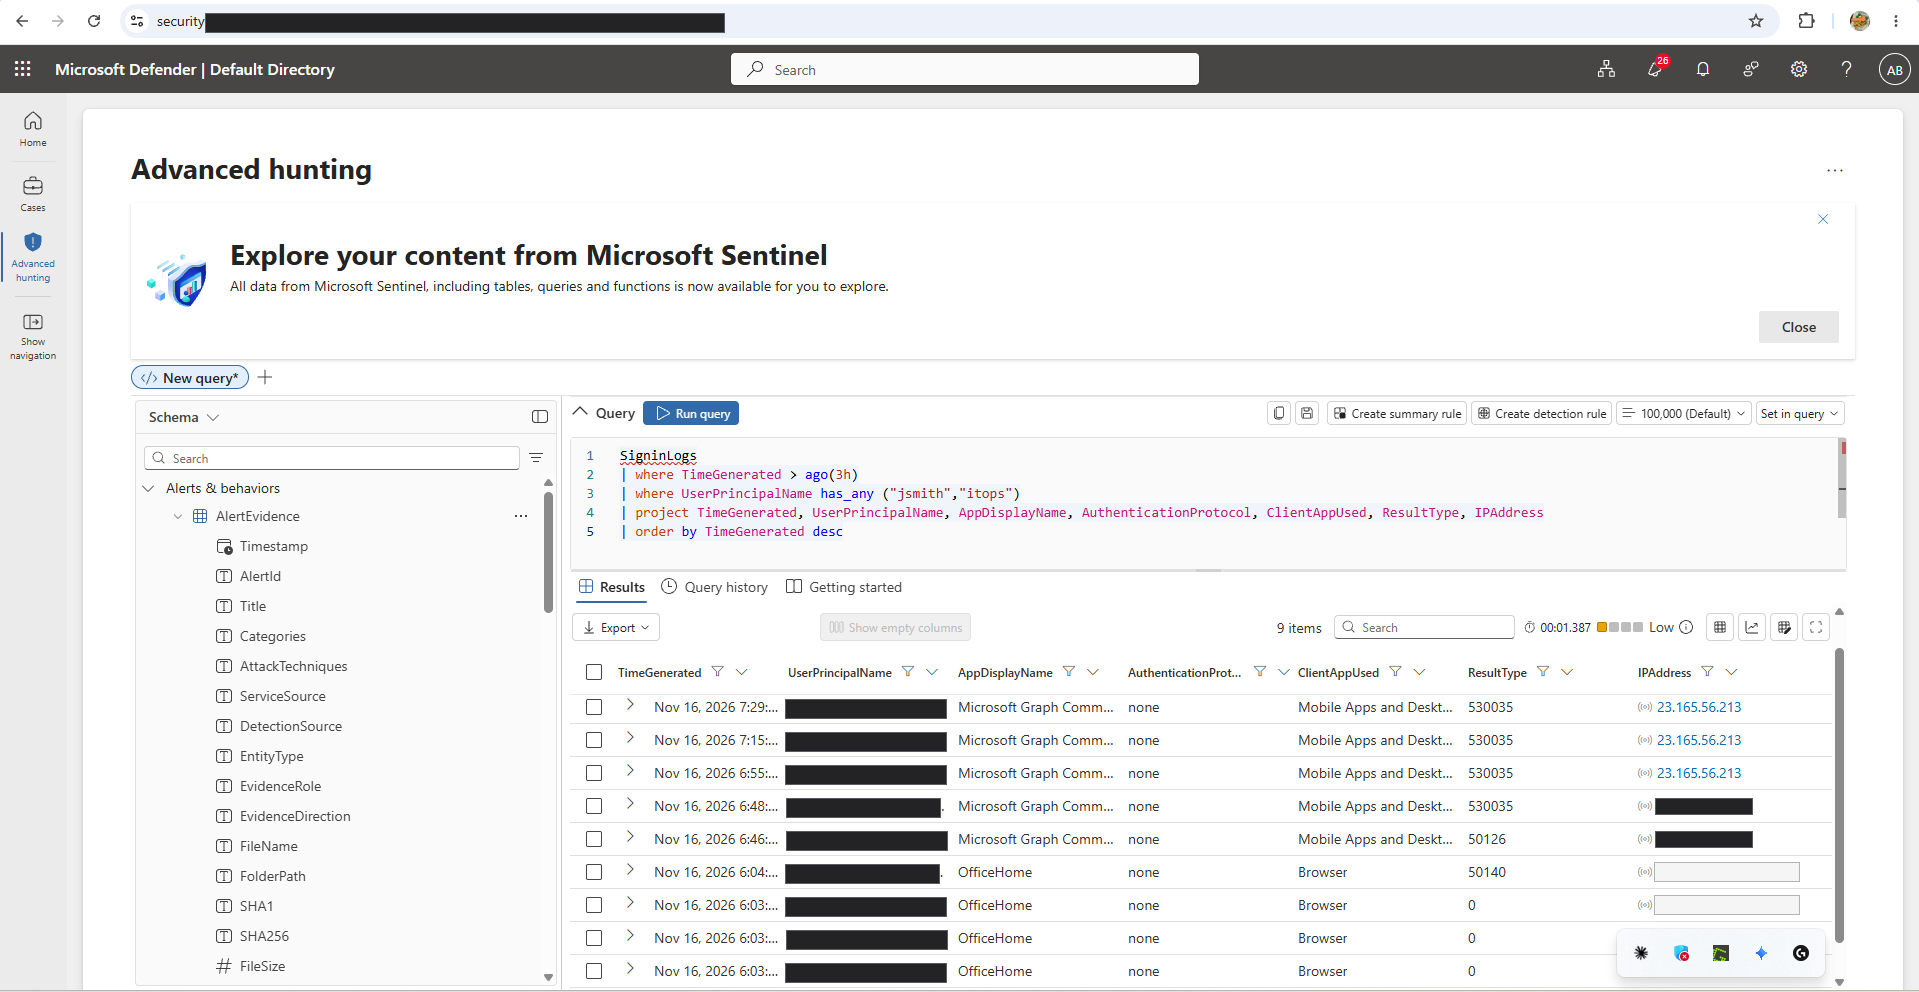 security
Microsoft Defender | Default Directory
Search
26
AB
Home
Cases
Advanced
hunting
Show
navigation
Advanced hunting
Explore your content from Microsoft Sentinel
All data from Microsoft Sentinel, including tables, queries and functions is now available for you to explore.
Close
</> New query*
Schema
Search
Alerts & behaviors
AlertEvidence
Timestamp
AlertId
Title
Categories
AttackTechniques
ServiceSource
DetectionSource
EntityType
EvidenceRole
EvidenceDirection
FileName
FolderPath
SHA1
SHA256
FileSize
Query
Run query
Create summary rule
Create detection rule
100,000 (Default)
Set in query
1 SigninLogs
2 | where TimeGenerated > ago(3h)
3 | where UserPrincipalName has_any ("jsmith","itops")
4 | project TimeGenerated, UserPrincipalName, AppDisplayName, AuthenticationProtocol, ClientAppUsed, ResultType, IPAddress
5 | order by TimeGenerated desc
Results
Query history
Getting started
Export
Show empty columns
9 items
Search
00:01.387
Low
TimeGenerated UserPrincipalName AppDisplayName AuthenticationProt... ClientAppUsed ResultType IPAddress
Nov 16, 2026 7:29:... Microsoft Graph Comm... none Mobile Apps and Deskt... 530035 23.165.56.213
Nov 16, 2026 7:15:... Microsoft Graph Comm... none Mobile Apps and Deskt... 530035 23.165.56.213
Nov 16, 2026 6:55:... Microsoft Graph Comm... none Mobile Apps and Deskt... 530035 23.165.56.213
Nov 16, 2026 6:48:... Microsoft Graph Comm... none Mobile Apps and Deskt... 530035
Nov 16, 2026 6:46:... Microsoft Graph Comm... none Mobile Apps and Deskt... 50126
Nov 16, 2026 6:04:... OfficeHome none Browser 50140
Nov 16, 2026 6:03:... OfficeHome none Browser 0
Nov 16, 2026 6:03:... OfficeHome none Browser 0
Nov 16, 2026 6:03:... OfficeHome none Browser 0